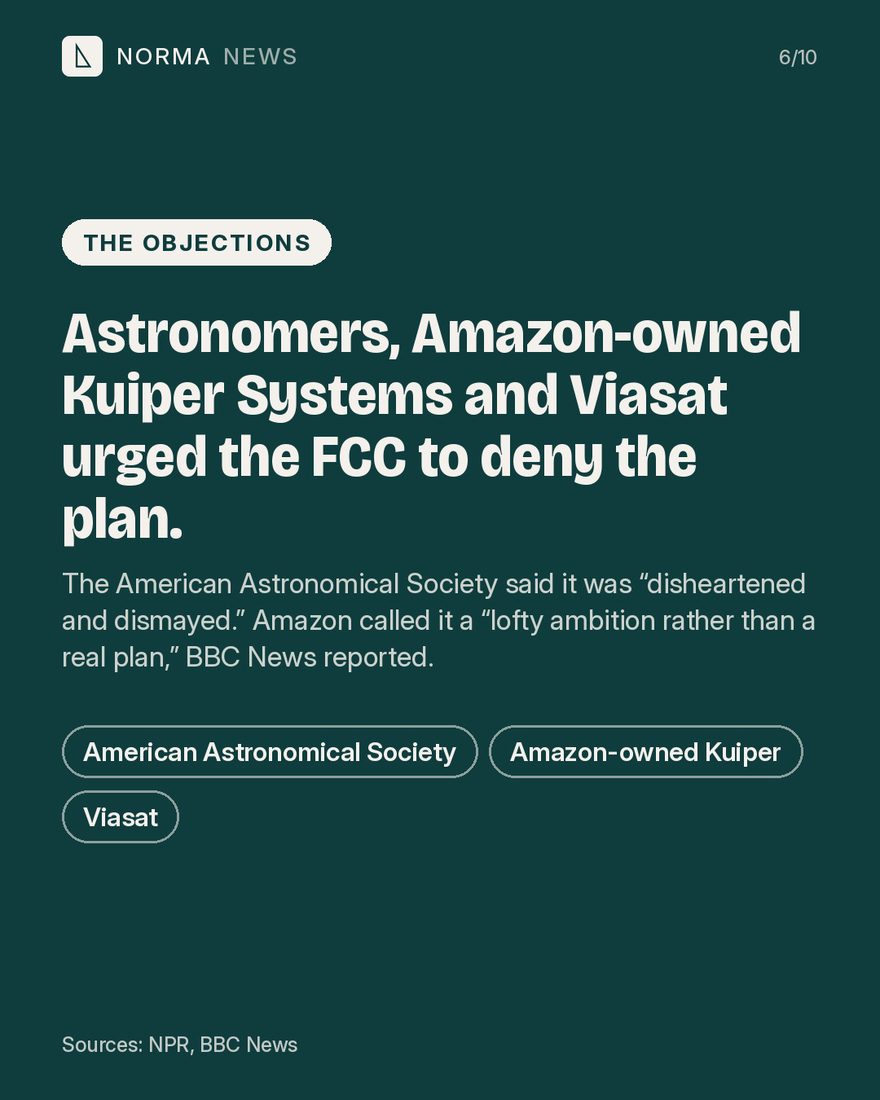 NORMA NEWS
6/10
THE OBJECTIONS
Astronomers, Amazon-owned
Kuiper Systems and Viasat
urged the FCC to deny the
plan.
The American Astronomical Society said it was “disheartened
and dismayed.” Amazon called it a “lofty ambition rather than a
real plan,” BBC News reported.
American Astronomical Society
Amazon-owned Kuiper
Viasat
Sources: NPR, BBC News